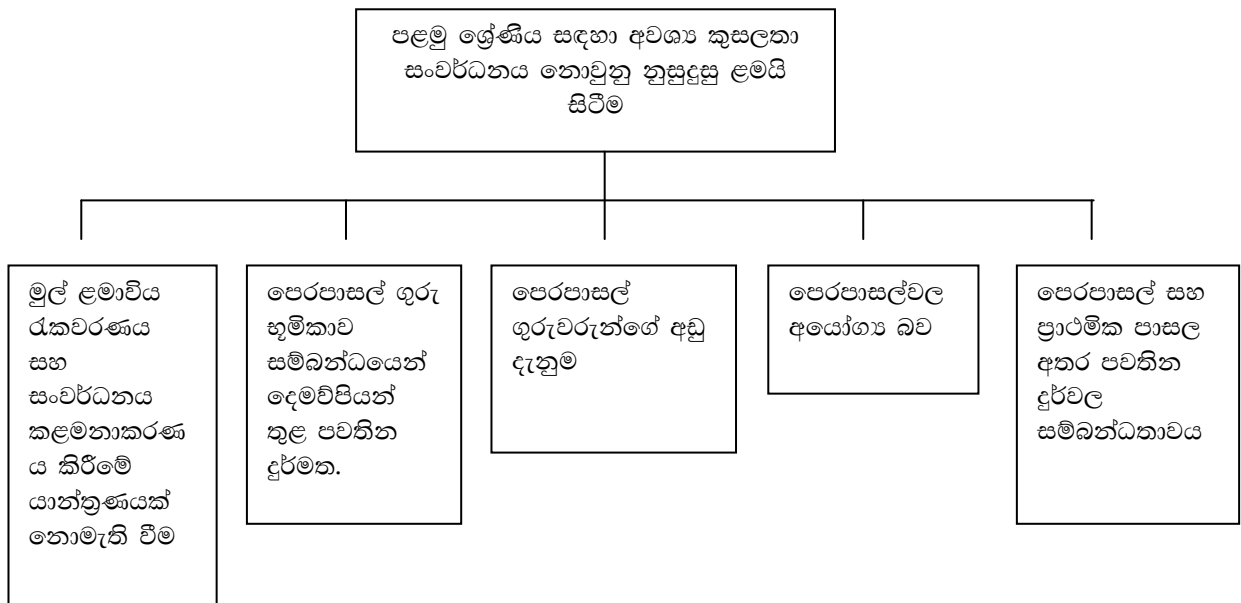 පළමු ශ්‍රේණිය සඳහා අවශ්‍ය කුසලතා
සංවර්ධනය නොවුනු නුසුදුසු ළමයි
සිටීම
මුල් ළමාවිය
රැකවරණය
සහ
සංවර්ධනය
කළමනාකරණ
ය කිරීමේ
යාන්ත්‍රණයක්
නොමැති වීම
පෙරපාසල් ගුරු
භූමිකාව
සම්බන්ධයෙන්
දෙමව්පියන්
තුළ පවතින
දුර්මත.
පෙරපාසල්
ගුරුවරුන්ගේ අඩු
දැනුම
පෙරපාසල්වල
අයෝග්‍ය බව
පෙරපාසල් සහ
ප්‍රාථමික පාසල
අතර පවතින
දුර්වල
සම්බන්ධතාවය